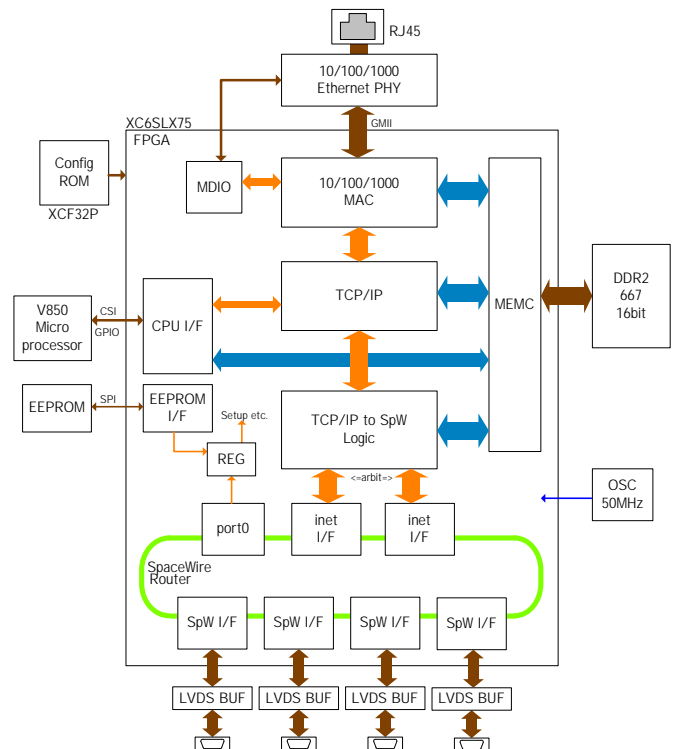 RJ45
10/100/1000
Ethernet PHY
XC6SLX75
GMII
FPGA
Config
ROM
XCF32P
MDIO
10/100/1000
MAC
MEMC
DDR2
667
16bit
TCP/IP
V850
Micro
processor
CSI
GPIO
CPU I/F
EEPROM
SPI
EEPROM
I/F
Setup etc.
REG
TCP/IP to SpW
Logic
<=arbit=>
OSC
50MHz
port0
inet
I/F
inet
I/F
SpaceWire
Router
SpW I/F
SpW I/F
SpW I/F
SpW I/F
LVDS BUF
LVDS BUF
LVDS BUF
LVDS BUF